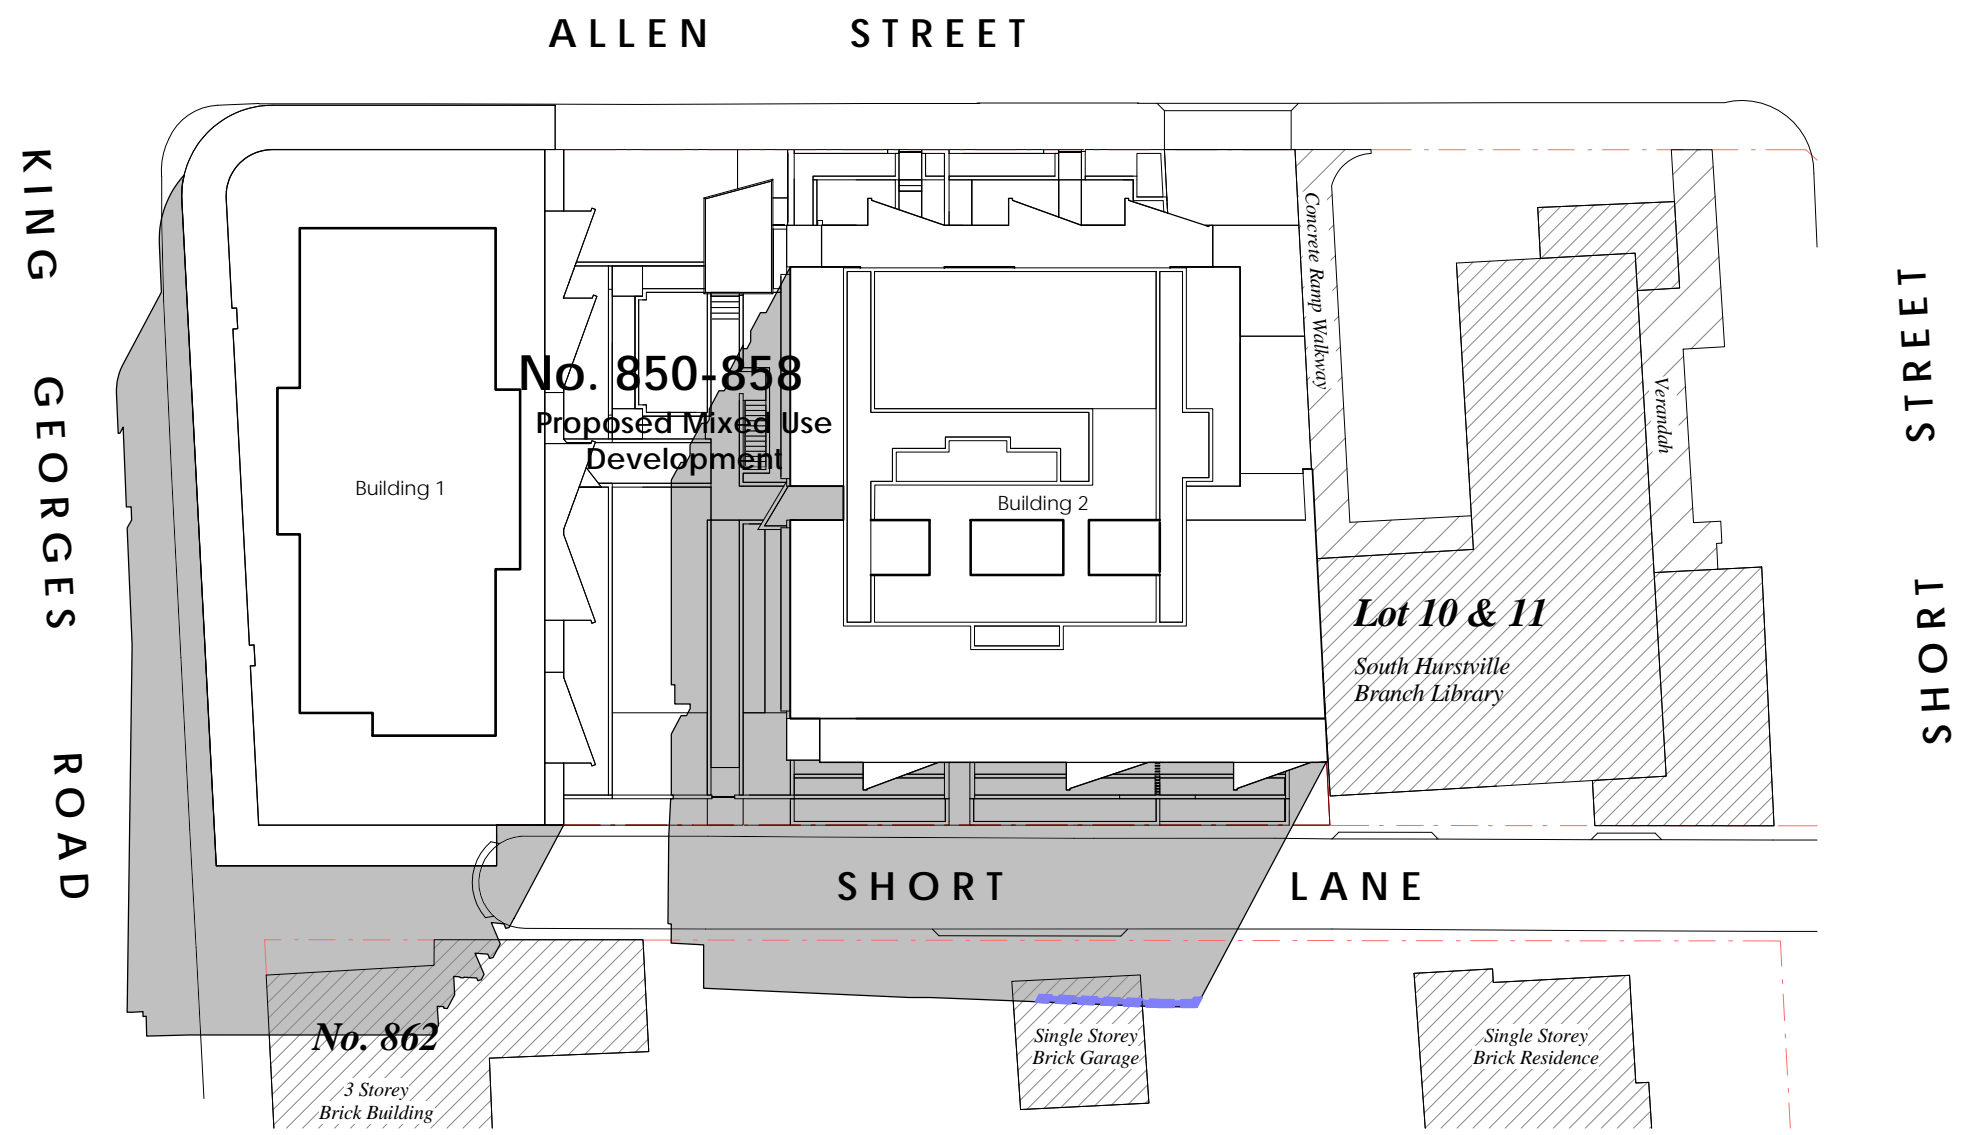 ALLEN STREET
KING GEORGES ROAD
No. 850-858
Proposed Mixed Use
Development
Building 1
Building 2
Concrete Ramp Walkway
Verandah
SHORT STREET
Lot 10 & 11
South Hurstville
Branch Library
SHORT LANE
No. 862
3 Storey
Brick Building
Single Storey
Brick Garage
Single Storey
Brick Residence